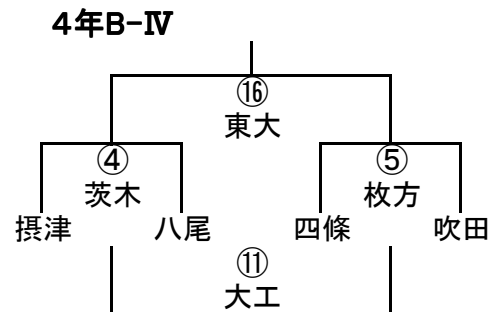 4年B-Ⅳ
⑯
東大
④
⑤
茨木
枚方
摂津
八尾
四條
吹田
⑪
大工